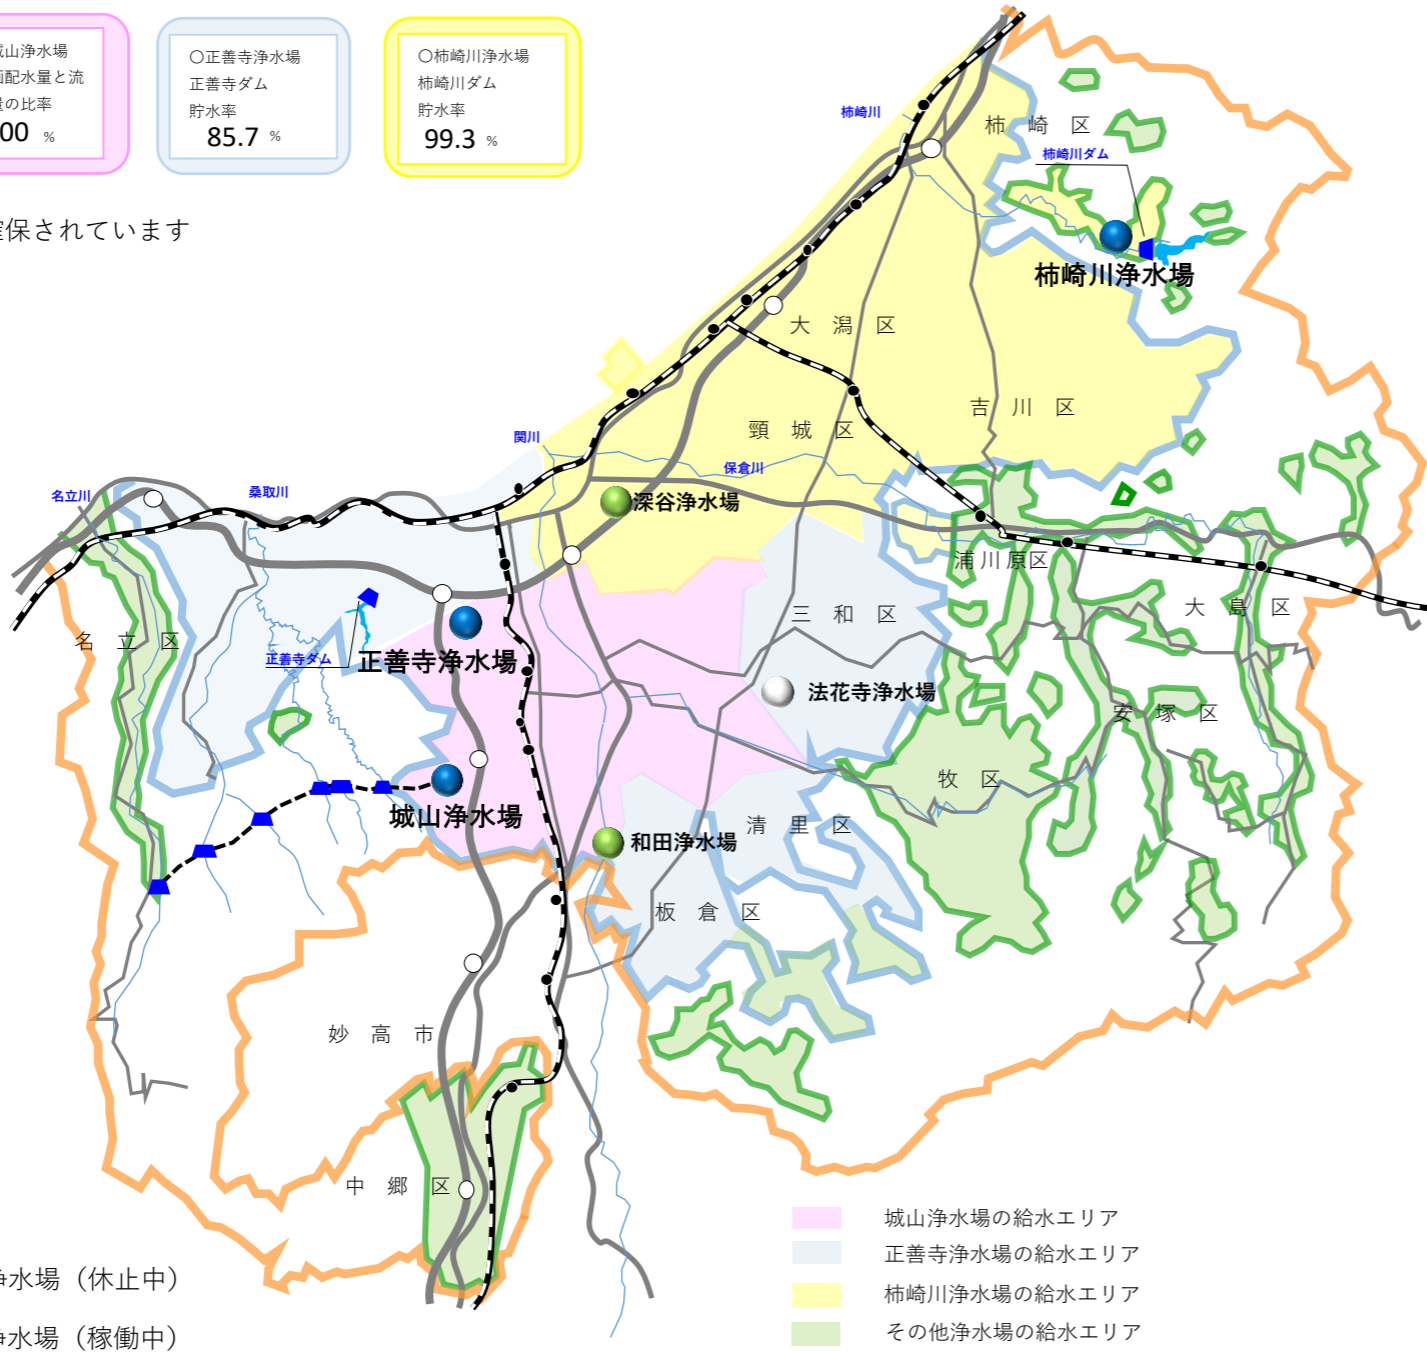 山浄水場
配水量と流
量の比率
00 %
○正善寺浄水場
正善寺ダム
貯水率
85.7 %
○柿崎川浄水場
柿崎川ダム
貯水率
99.3 %
保されています
柿崎川
柿崎区
柿崎川ダム
柿崎川浄水場
大潟区
吉川区
頸城区
関川
保倉川
名立川
桑取川
深谷浄水場
浦川原区
三和区
大島区
名立区
正善寺ダム
正善寺浄水場
法花寺浄水場
安塚区
牧区
城山浄水場
和田浄水場
清里区
板倉区
妙高市
中郷区
城山浄水場の給水エリア
正善寺浄水場の給水エリア
柿崎川浄水場の給水エリア
その他浄水場の給水エリア
浄水場（休止中）
浄水場（稼働中）